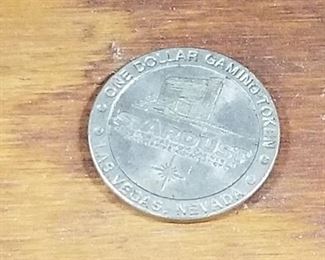 ONE DOLLAR GAMING TOKEN
STARDUST
LAS VEGAS, NEVADA